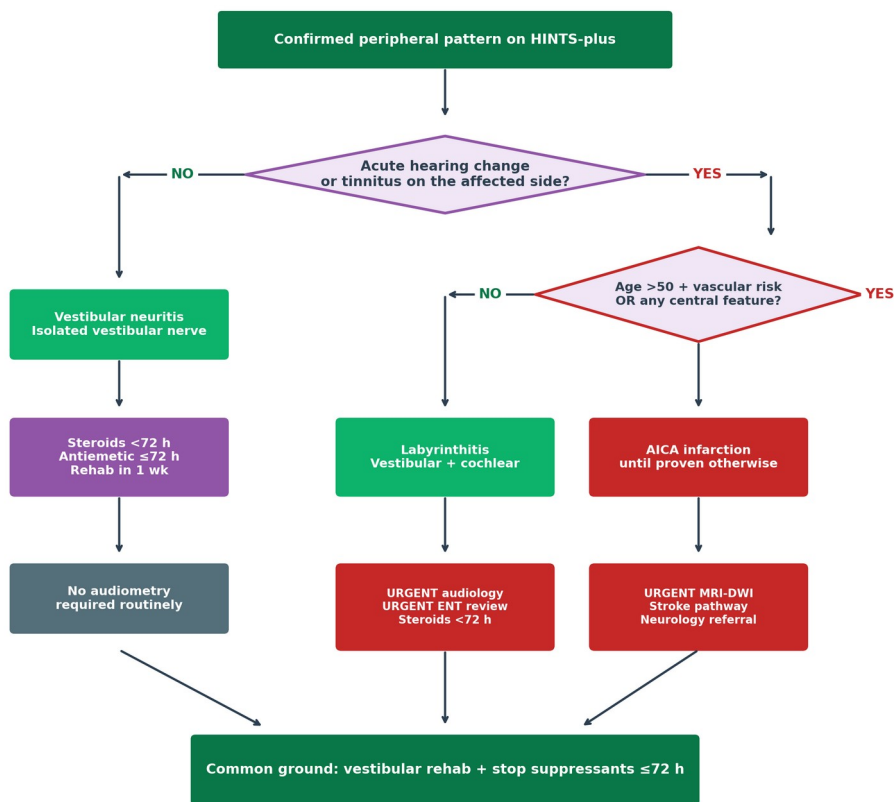 Confirmed peripheral pattern on HINTS-plus
Acute hearing change
or tinnitus on the affected side?
NO
YES
Age >50 + vascular risk
OR any central feature?
NO
YES
Vestibular neuritis
Isolated vestibular nerve
Steroids <72 h
Antiemetic ≤72 h
Rehab in 1 wk
Labyrinthitis
Vestibular + cochlear
AICA infarction
until proven otherwise
No audiometry
required routinely
URGENT audiology
URGENT ENT review
Steroids <72 h
URGENT MRI-DWI
Stroke pathway
Neurology referral
Common ground: vestibular rehab + stop suppressants ≤72 h